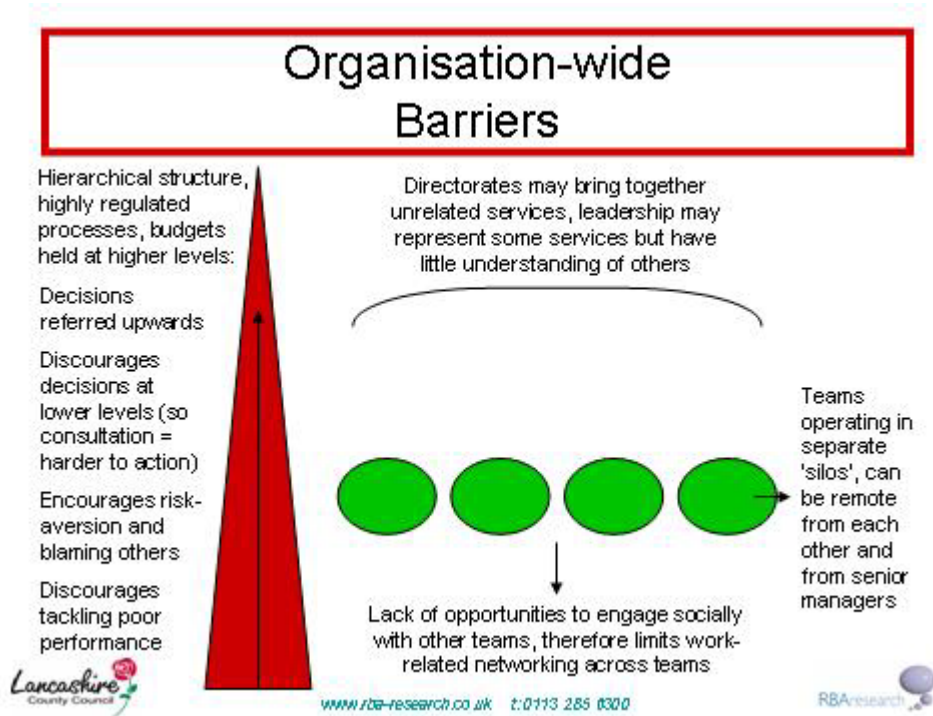 Organisation-wide
Barriers
Hierarchical structure,
highly regulated
processes, budgets
held at higher levels:
Decisions
referred upwards
Discourages
decisions at
lower levels (so
consultation =
harder to action)
Encourages risk-
aversion and
blaming others
Discourages
tackling poor
performance
Directorates may bring together
unrelated services, leadership may
represent some services but have
little understanding of others
Teams
operating in
separate
'silos', can
be remote
from each
other and
from senior
managers
Lack of opportunities to engage socially
with other teams, therefore limits work-
related networking across teams
Lancashire
County Council
www.rba-research.co.uk t:0113 285 6300
RBAresearch